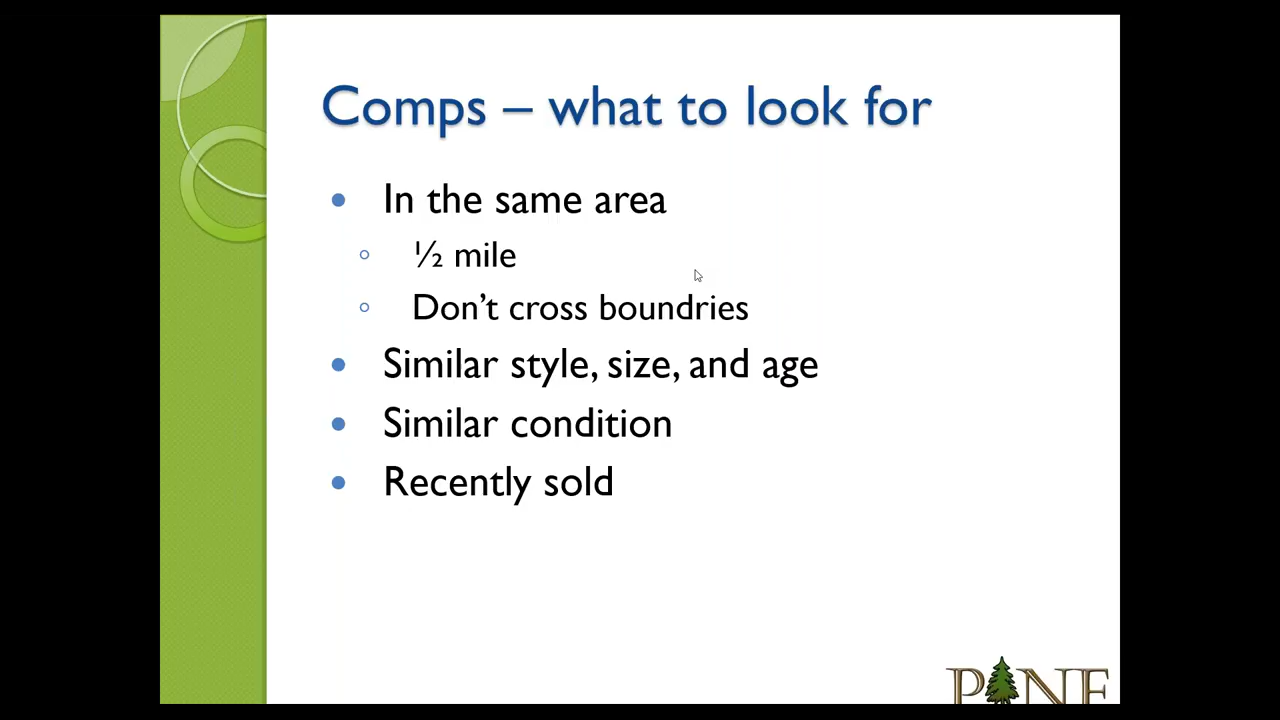 Comps – what to look for
In the same area
½ mile
Don’t cross boundries
Similar style, size, and age
Similar condition
Recently sold